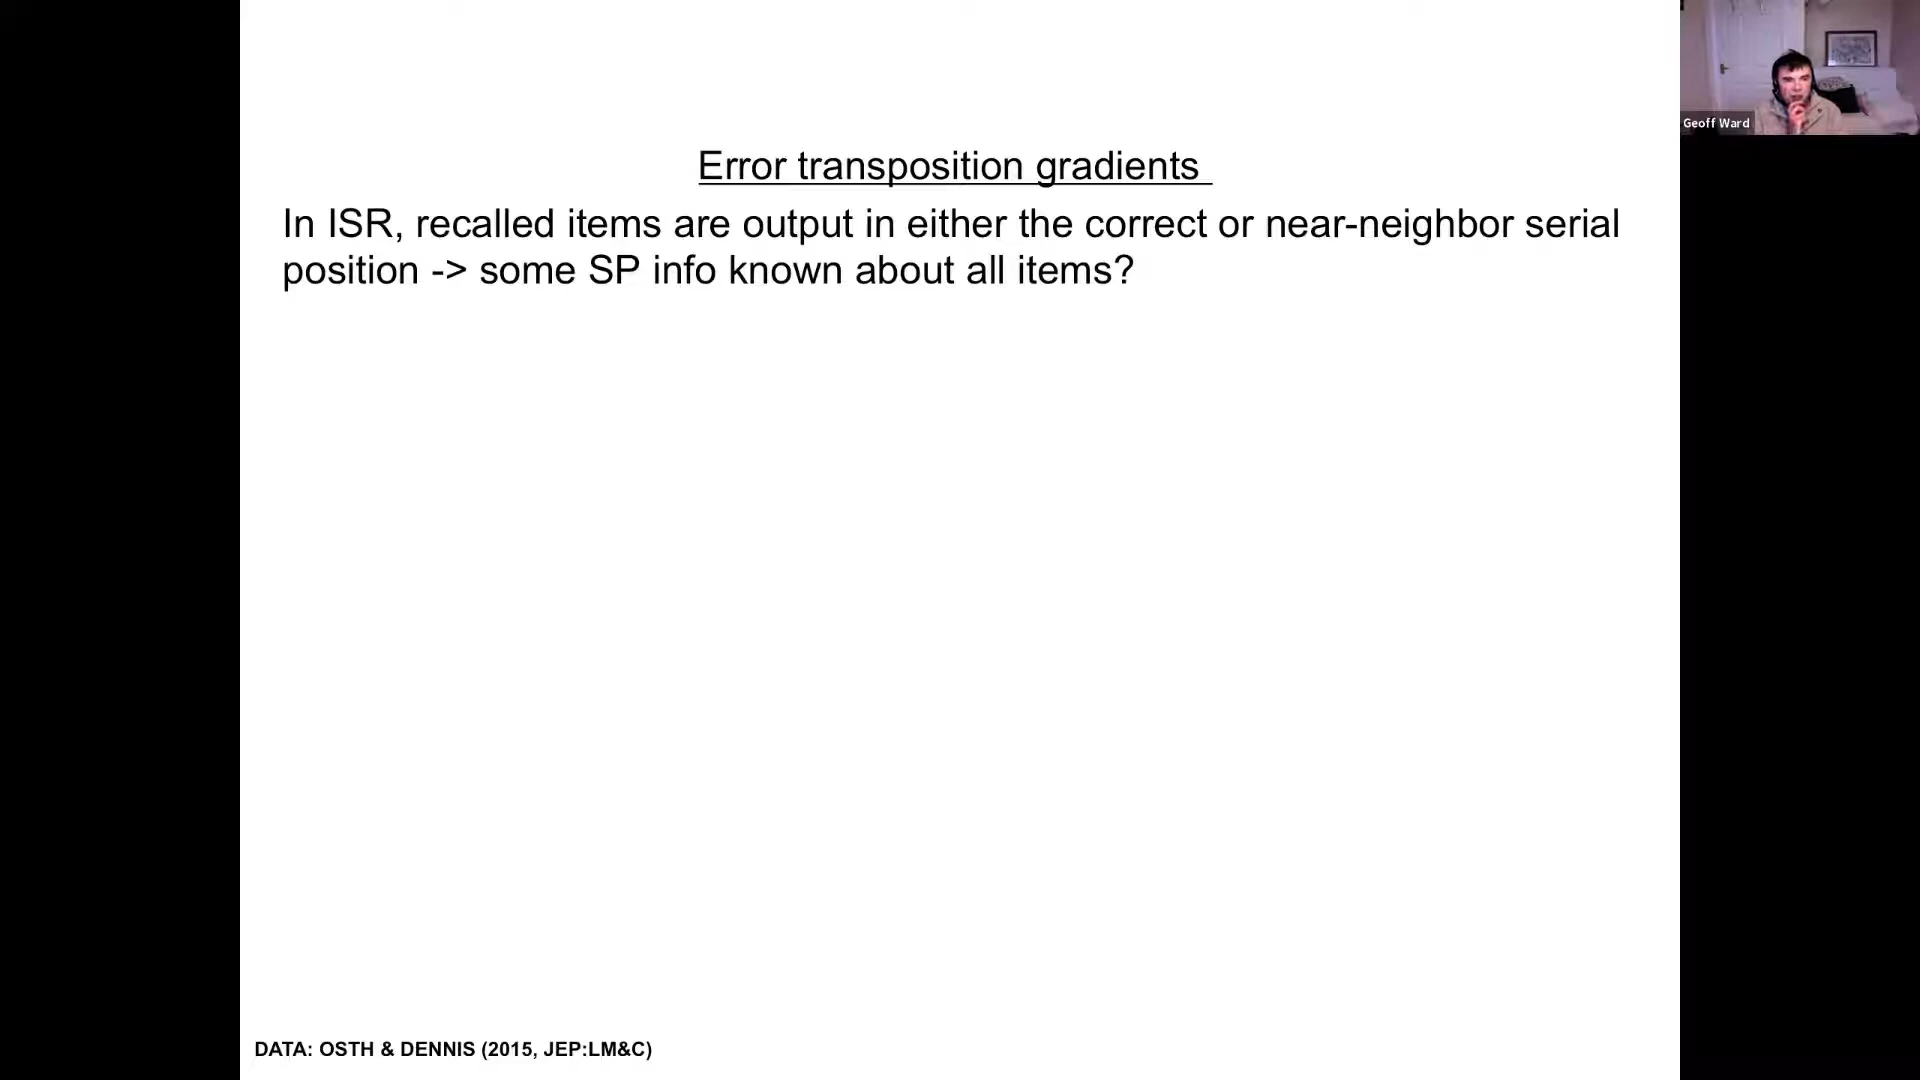 Geoff Ward
Error transposition gradients
In ISR, recalled items are output in either the correct or near-neighbor serial
position -> some SP info known about all items?
DATA: OSTH & DENNIS (2015, JEP:LM&C)